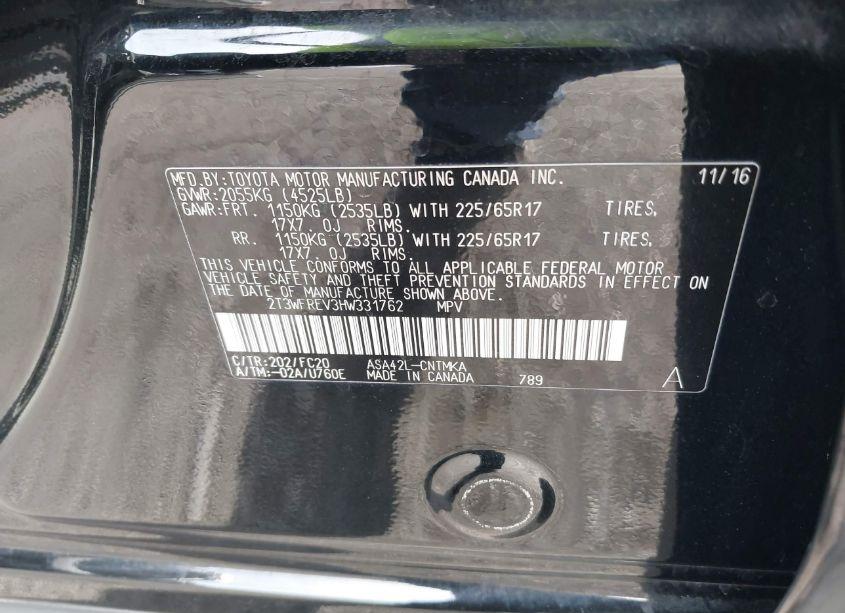 MFD.BY:TOYOTA MOTOR MANUFACTURING CANADA INC. 11/16
GVWR:2055KG (4525LB)
GAWR:FRT. 1150KG (2535LB) WITH 225/65R17 TIRES,
17X7.0J RIMS.
RR. 1150KG (2535LB) WITH 225/65R17 TIRES,
17X7.0J RIMS.
THIS VEHICLE CONFORMS TO ALL APPLICABLE FEDERAL MOTOR
VEHICLE SAFETY AND THEFT PREVENTION STANDARDS IN EFFECT ON
THE DATE OF MANUFACTURE SHOWN ABOVE.
2T3WFREV3HW331762 MPV
C/TR:202/FC20 ASA42L-CNTMKA
A/TM:-02A/U760E MADE IN CANADA 789 A